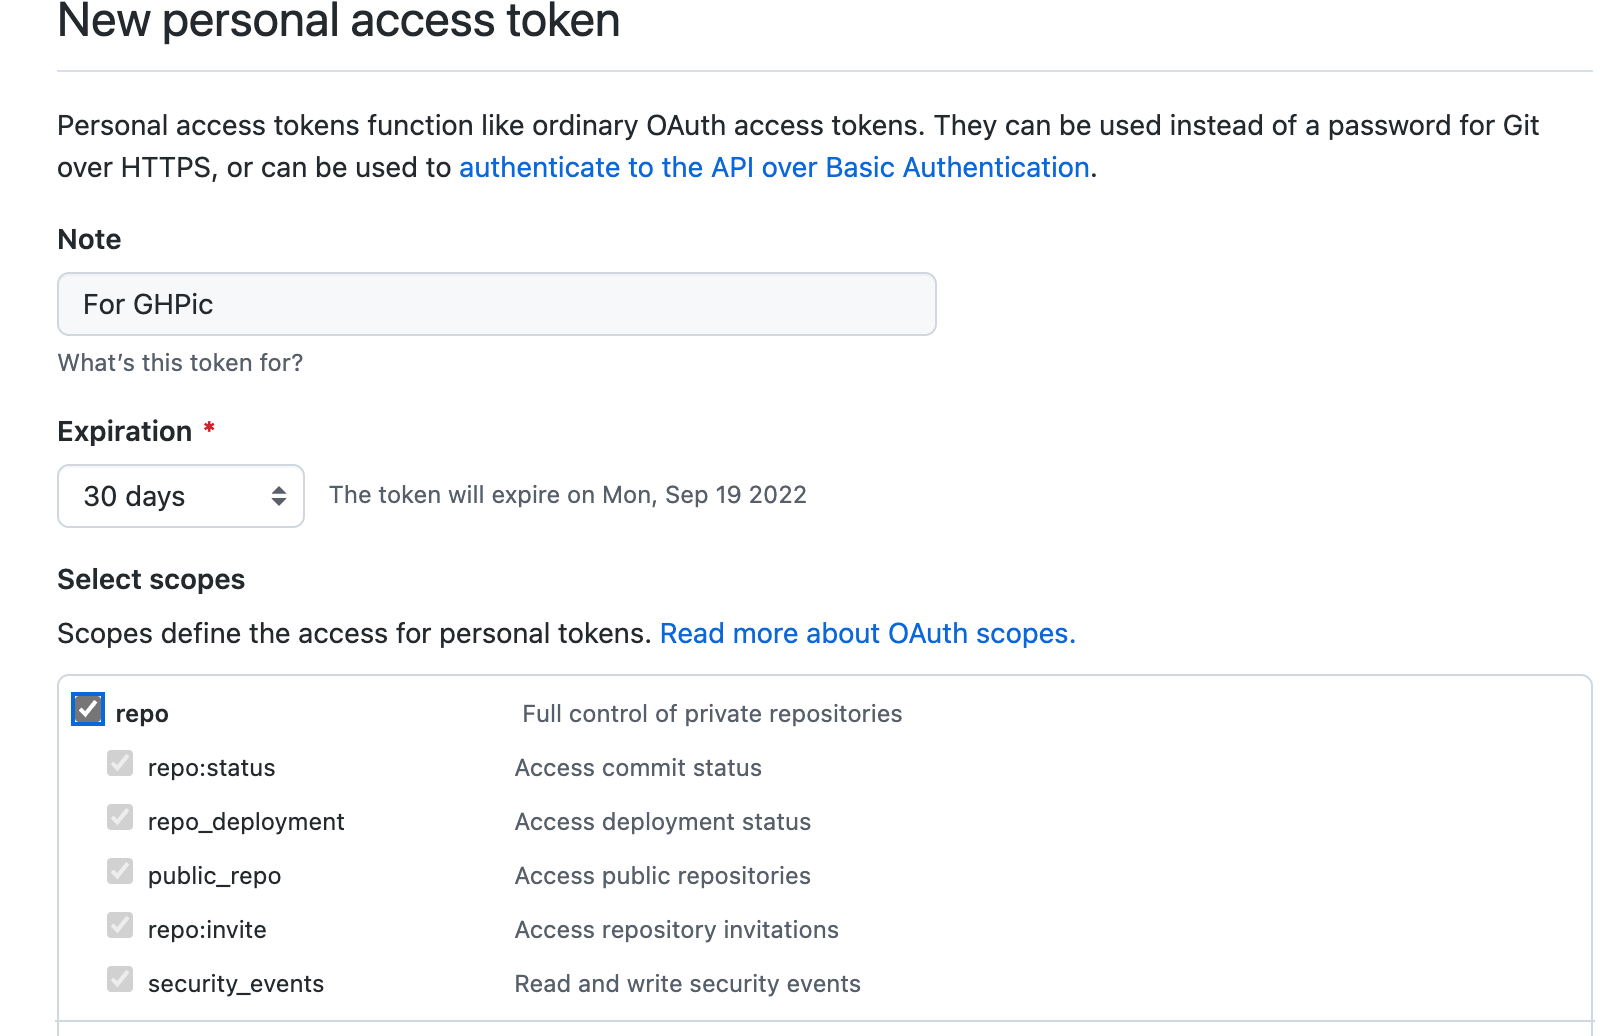 New personal access token
Personal access tokens function like ordinary OAuth access tokens. They can be used instead of a password for Git
over HTTPS, or can be used to authenticate to the API over Basic Authentication.
Note
For GHPic
What’s this token for?
Expiration *
30 days The token will expire on Mon, Sep 19 2022
Select scopes
Scopes define the access for personal tokens. Read more about OAuth scopes.
repo Full control of private repositories
repo:status Access commit status
repo_deployment Access deployment status
public_repo Access public repositories
repo:invite Access repository invitations
security_events Read and write security events